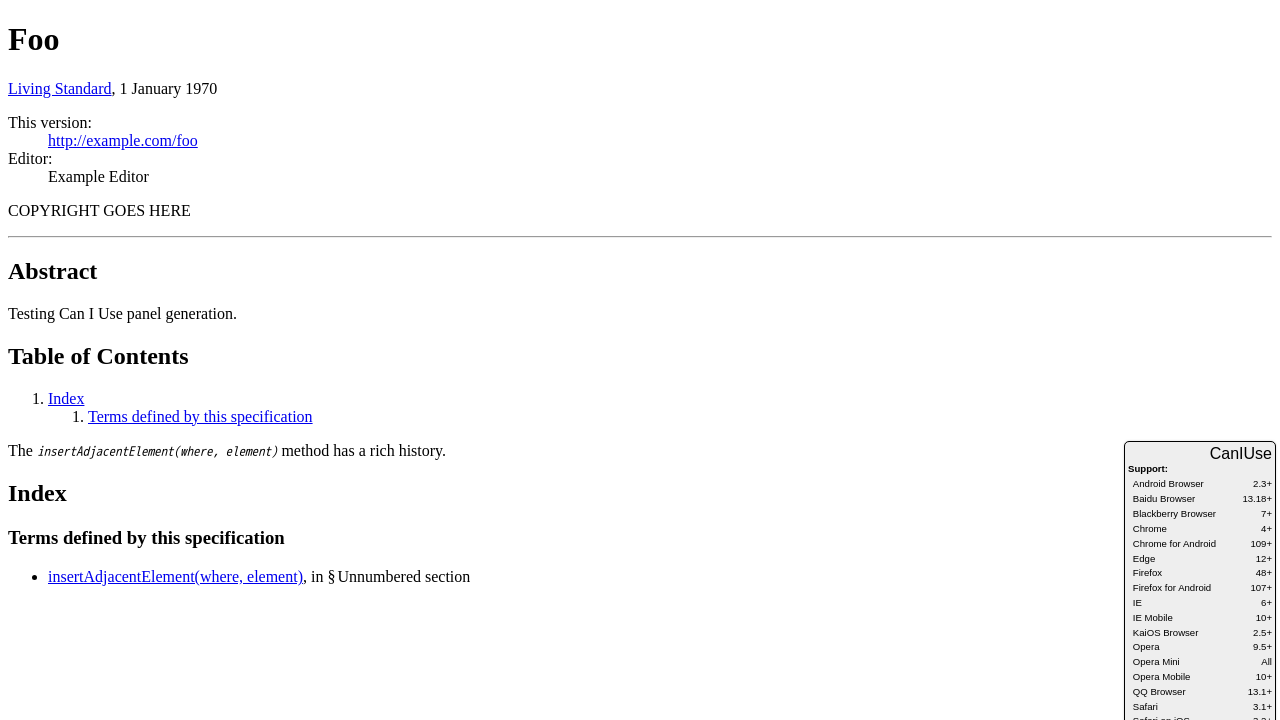 Foo
Living Standard, 1 January 1970
This version:
http://example.com/foo
Editor:
Example Editor
COPYRIGHT GOES HERE
Abstract
Testing Can I Use panel generation.
Table of Contents
1. Index
1. Terms defined by this specification
The insertAdjacentElement(where, element) method has a rich history.
CanIUse
Support:
Android Browser 2.3+
Baidu Browser 13.18+
Blackberry Browser 7+
Chrome 4+
Chrome for Android 109+
Edge 12+
Firefox 48+
Firefox for Android 107+
IE 6+
IE Mobile 10+
KaiOS Browser 2.5+
Opera 9.5+
Opera Mini All
Opera Mobile 10+
QQ Browser 13.1+
Safari 3.1+
Index
Terms defined by this specification
insertAdjacentElement(where, element), in § Unnumbered section